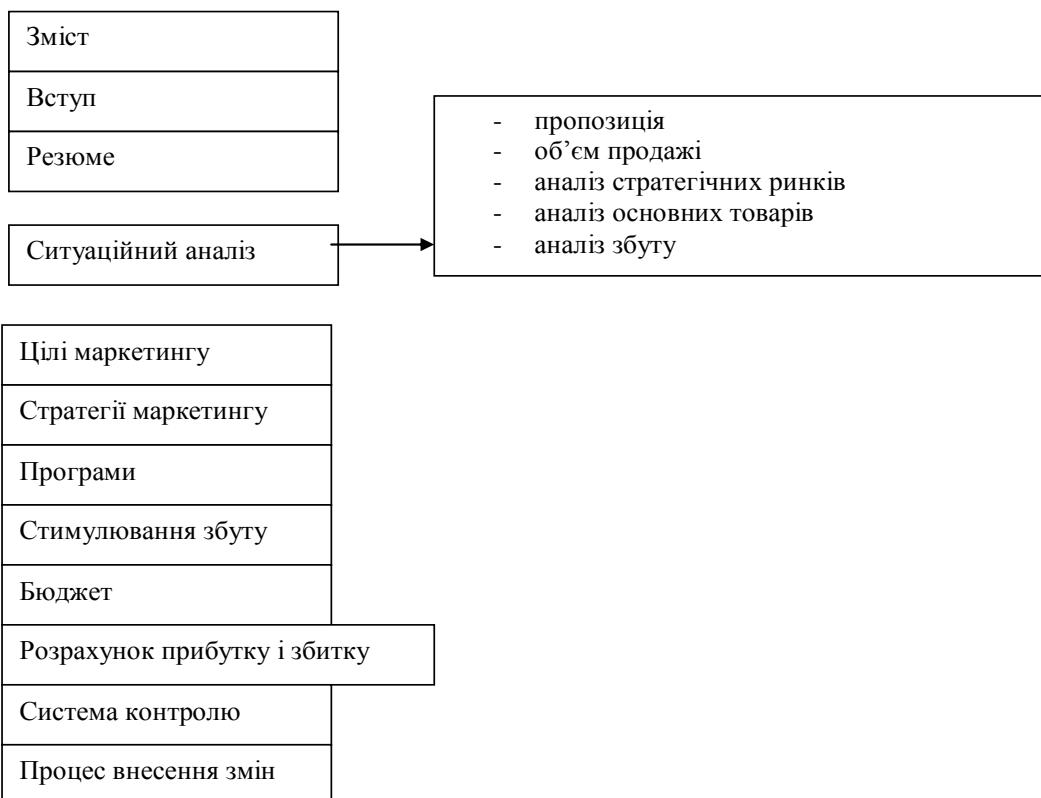 Зміст
Вступ
Резюме
Ситуаційний аналіз
- пропозиція
- об’єм продажі
- аналіз стратегічних ринків
- аналіз основних товарів
- аналіз збуту
Цілі маркетингу
Стратегії маркетингу
Програми
Стимулювання збуту
Бюджет
Розрахунок прибутку і збитку
Система контролю
Процес внесення змін